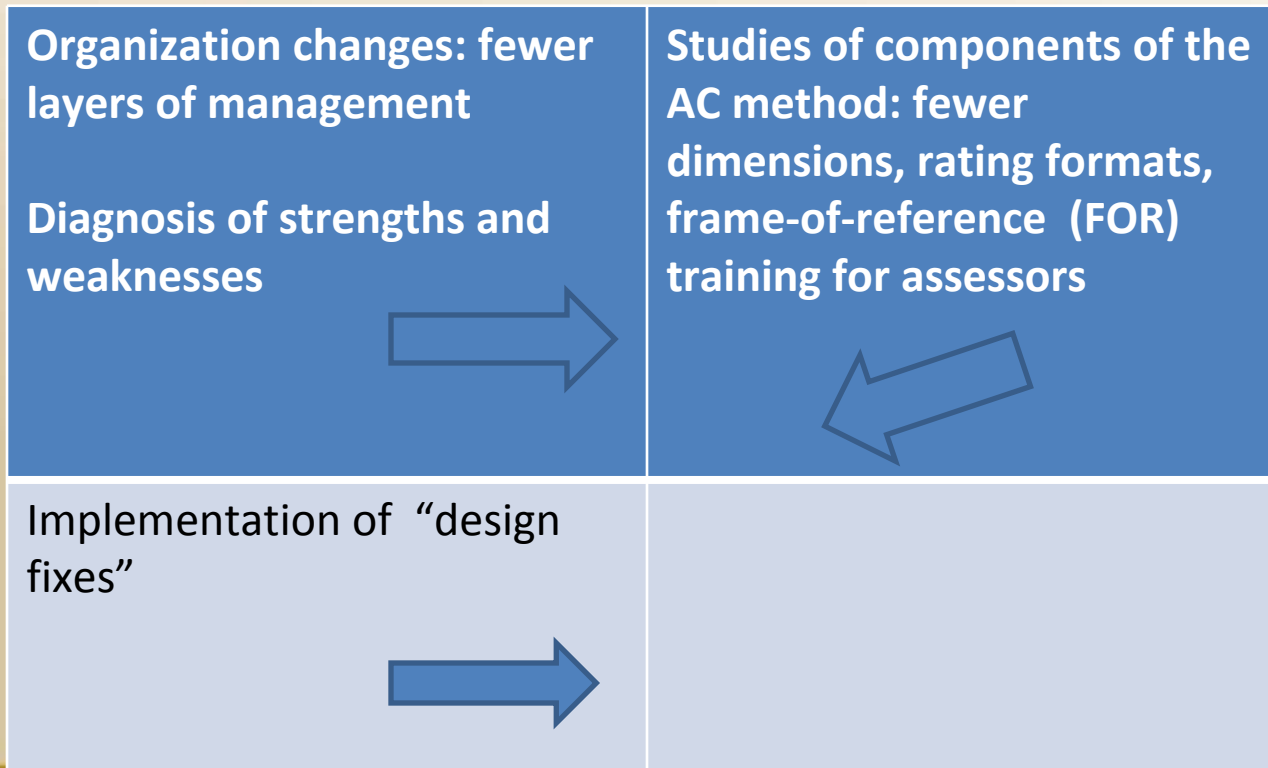 Organization changes: fewer
layers of management
Diagnosis of strengths and
weaknesses
Studies of components of the
AC method: fewer
dimensions, rating formats,
frame-of-reference (FOR)
training for assessors
Implementation of “design
fixes”